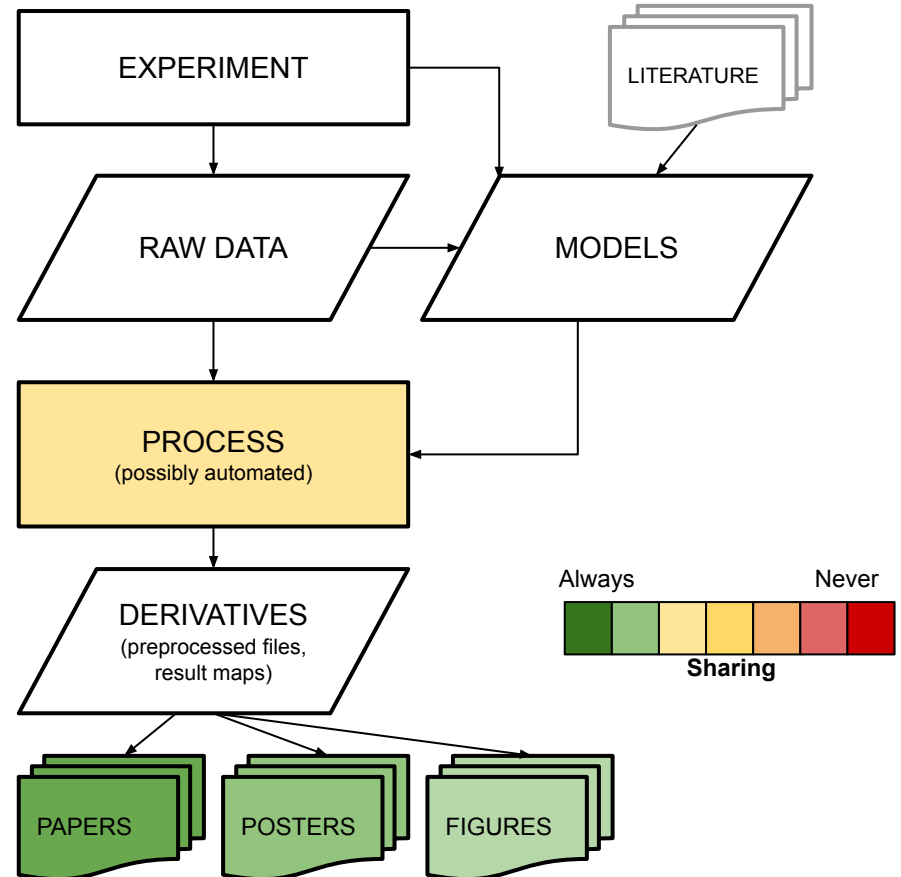 EXPERIMENT
LITERATURE
RAW DATA
MODELS
PROCESS
(possibly automated)
DERIVATIVES
(preprocessed files,
result maps)
Always
Never
Sharing
PAPERS
POSTERS
FIGURES